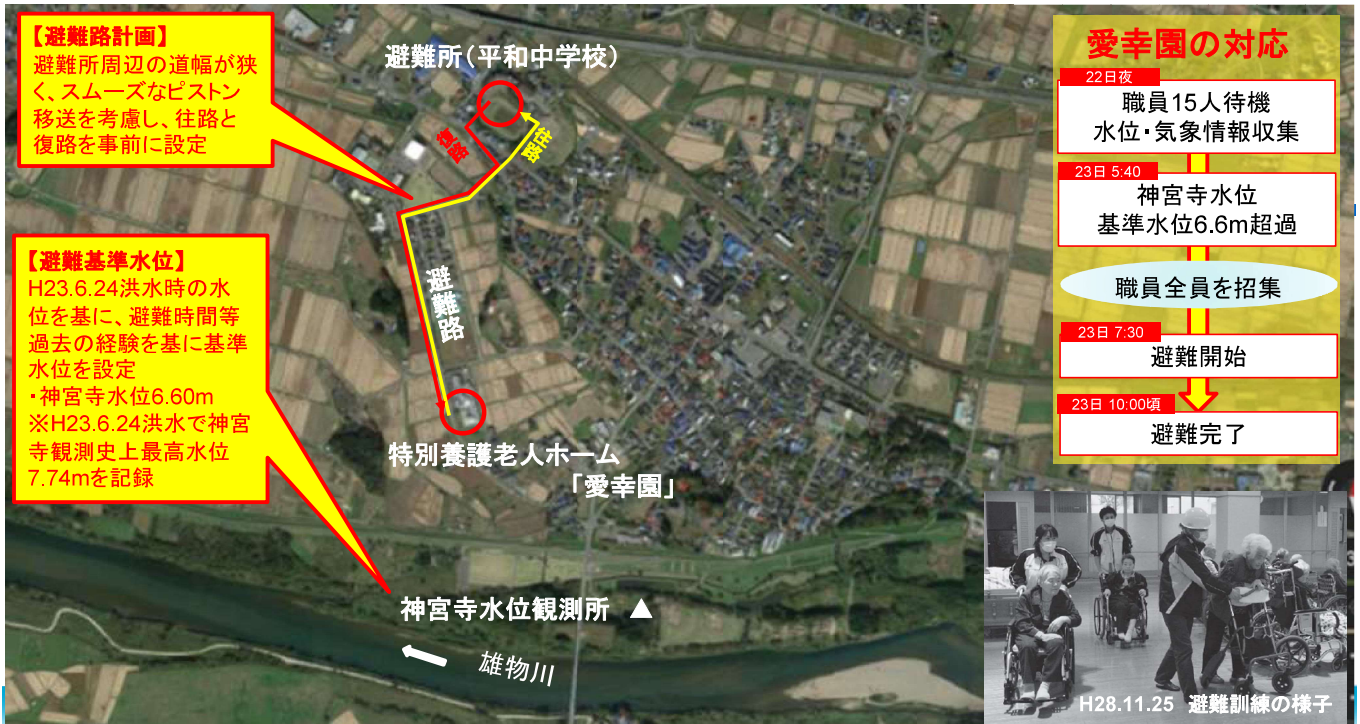 【避難路計画】
避難所周辺の道幅が狭
く、スムーズなピストン
移送を考慮し、往路と
復路を事前に設定
避難所(平和中学校)
復路
往路
避難路
【避難基準水位】
H23.6.24洪水時の水
位を基に、避難時間等
過去の経験を基に基準
水位を設定
・神宮寺水位6.60m
※H23.6.24洪水で神宮
寺観測史上最高水位
7.74mを記録
特別養護老人ホーム
「愛幸園」
神宮寺水位観測所 ▲
雄物川
愛幸園の対応
22日夜
職員15人待機
水位・気象情報収集
23日 5:40
神宮寺水位
基準水位6.6m超過
職員全員を招集
23日 7:30
避難開始
23日 10:00頃
避難完了
H28.11.25 避難訓練の様子